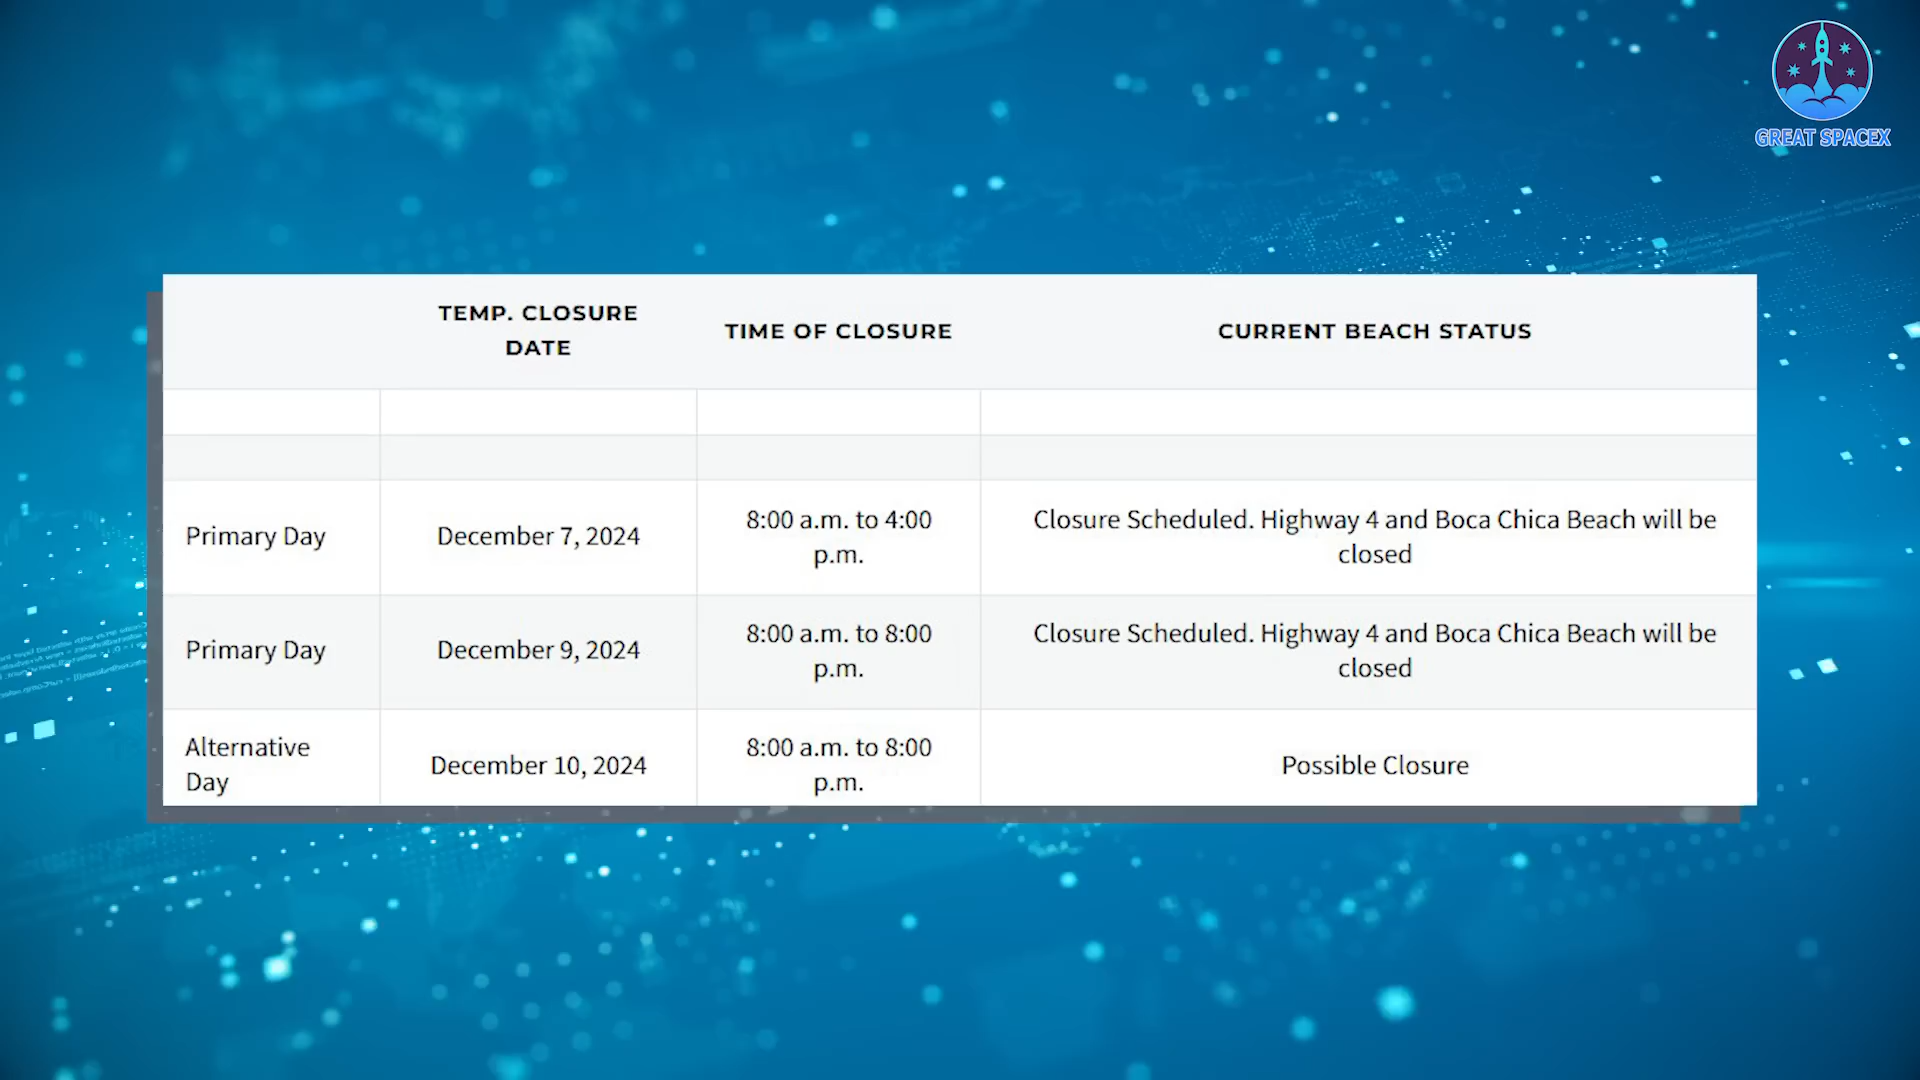 GREAT SPACEX
TEMP. CLOSURE
DATE
TIME OF CLOSURE
CURRENT BEACH STATUS
Primary Day
December 7, 2024
8:00 a.m. to 4:00
p.m.
Closure Scheduled. Highway 4 and Boca Chica Beach will be
closed
Primary Day
December 9, 2024
8:00 a.m. to 8:00
p.m.
Closure Scheduled. Highway 4 and Boca Chica Beach will be
closed
Alternative
Day
December 10, 2024
8:00 a.m. to 8:00
p.m.
Possible Closure